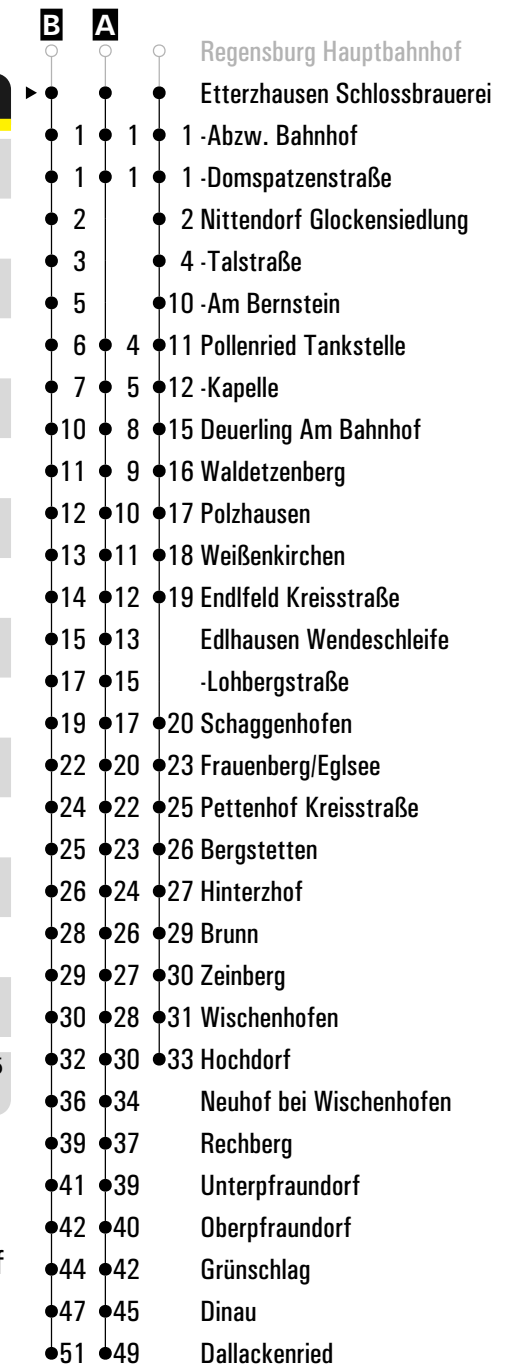 B A
Regensburg Hauptbahnhof
Etterzhausen Schlossbrauerei
1 1 1 -Abzw. Bahnhof
1 1 1 -Domspatzenstraße
2 2 Nittendorf Glockensiedlung
3 4 -Talstraße
5 10 -Am Bernstein
6 4 11 Pollenried Tankstelle
7 5 12 -Kapelle
10 8 15 Deuerling Am Bahnhof
11 9 16 Waldetzenberg
12 10 17 Polzhausen
13 11 18 Weißenkirchen
14 12 19 Endlfeld Kreisstraße
15 13 Edlhausen Wendeschleife
17 15 -Lohbergstraße
19 17 20 Schaggenhofen
22 20 23 Frauenberg/Eglsee
24 22 25 Pettenhof Kreisstraße
25 23 26 Bergstetten
26 24 27 Hinterzhof
28 26 29 Brunn
29 27 30 Zeinberg
30 28 31 Wischenhofen
32 30 33 Hochdorf
36 34 Neuhof bei Wischenhofen
39 37 Rechberg
41 39 Unterpfraundorf
42 40 Oberpfraundorf
44 42 Grünschlag
47 45 Dinau
51 49 Dallackenried